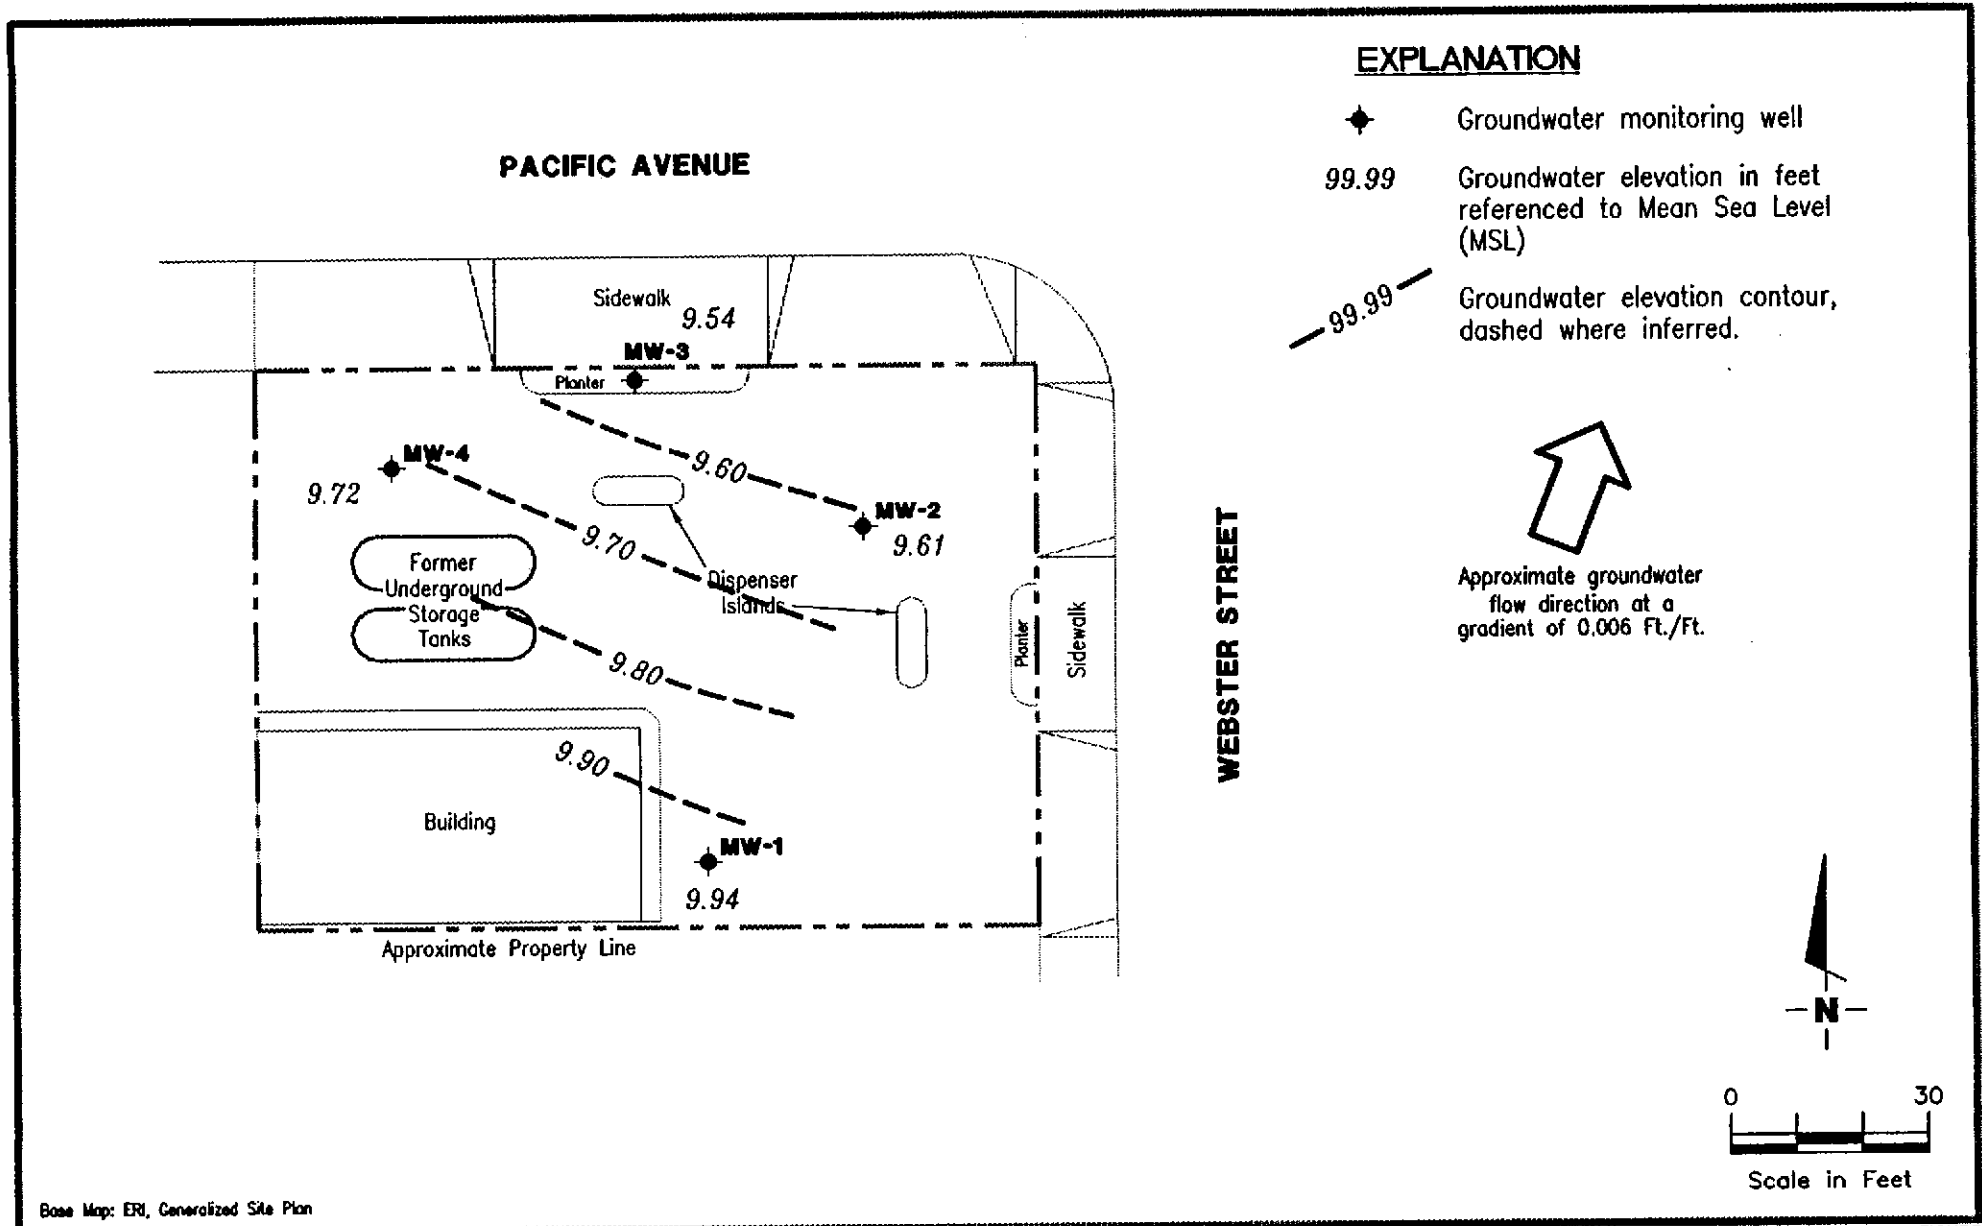 EXPLANATION
Groundwater monitoring well
99.99
Groundwater elevation in feet
referenced to Mean Sea Level
(MSL)
99.99
Groundwater elevation contour,
dashed where inferred.
Approximate groundwater
flow direction at a
gradient of 0.006 Ft./Ft.
PACIFIC AVENUE
Sidewalk
9.54
MW-3
Planter
MW-4
9.72
9.60
MW-2
9.61
9.70
Former
Underground
Storage
Tanks
Dispenser
Islands
9.80
Planter
Sidewalk
WEBSTER STREET
9.90
Building
MW-1
9.94
Approximate Property Line
N
0 30
Scale in Feet
Base Map: ERI, Generalized Site Plan